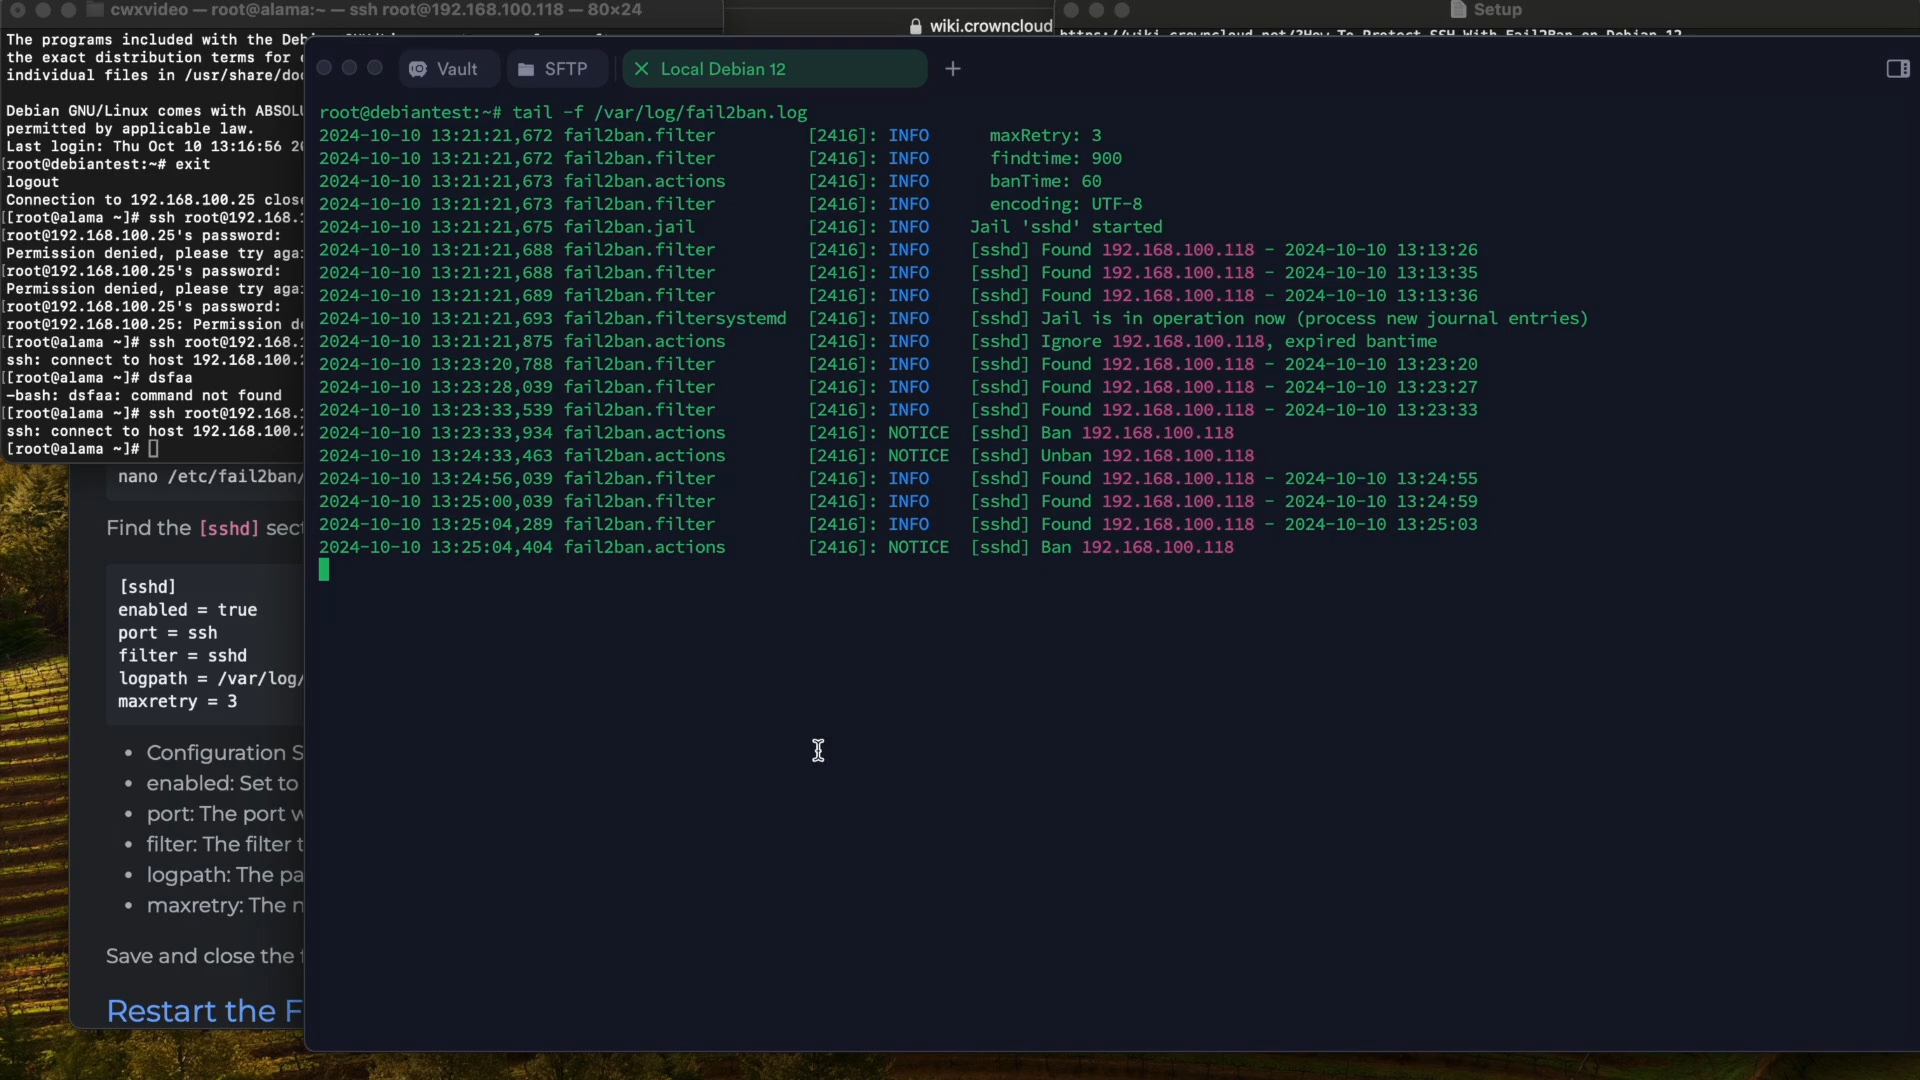 cwxvideo — root@alama:~ — ssh root@192.168.100.118 — 80×24
The programs included with the Deb
the exact distribution terms for
individual files in /usr/share/do
Debian GNU/Linux comes with ABSOL
permitted by applicable law.
Last login: Thu Oct 10 13:16:56 2
[root@debiantest:~# exit
logout
Connection to 192.168.100.25 clos
[[root@alama ~]# ssh root@192.168.
[root@192.168.100.25's password:
Permission denied, please try aga
[root@192.168.100.25's password:
Permission denied, please try aga
[root@192.168.100.25's password:
root@192.168.100.25: Permission d
[[root@alama ~]# ssh root@192.168.
ssh: connect to host 192.168.100.
[[root@alama ~]# dsfaa
-bash: dsfaa: command not found
[[root@alama ~]# ssh root@192.168.
ssh: connect to host 192.168.100.
[root@alama ~]#
wiki.crowncloud
Setup
https://wiki.crowncloud.net/?How_To_Protect_SSH_With_Fail2Ban_on_Debian_12
Vault
SFTP
Local Debian 12
root@debiantest:~# tail -f /var/log/fail2ban.log
2024-10-10 13:21:21,672 fail2ban.filter [2416]: INFO maxRetry: 3
2024-10-10 13:21:21,672 fail2ban.filter [2416]: INFO findtime: 900
2024-10-10 13:21:21,673 fail2ban.actions [2416]: INFO banTime: 60
2024-10-10 13:21:21,673 fail2ban.filter [2416]: INFO encoding: UTF-8
2024-10-10 13:21:21,675 fail2ban.jail [2416]: INFO Jail 'sshd' started
2024-10-10 13:21:21,688 fail2ban.filter [2416]: INFO [sshd] Found 192.168.100.118 - 2024-10-10 13:13:26
2024-10-10 13:21:21,688 fail2ban.filter [2416]: INFO [sshd] Found 192.168.100.118 - 2024-10-10 13:13:35
2024-10-10 13:21:21,689 fail2ban.filter [2416]: INFO [sshd] Found 192.168.100.118 - 2024-10-10 13:13:36
2024-10-10 13:21:21,693 fail2ban.filtersystemd [2416]: INFO [sshd] Jail is in operation now (process new journal entries)
2024-10-10 13:21:21,875 fail2ban.actions [2416]: INFO [sshd] Ignore 192.168.100.118, expired bantime
2024-10-10 13:23:20,788 fail2ban.filter [2416]: INFO [sshd] Found 192.168.100.118 - 2024-10-10 13:23:20
2024-10-10 13:23:28,039 fail2ban.filter [2416]: INFO [sshd] Found 192.168.100.118 - 2024-10-10 13:23:27
2024-10-10 13:23:33,539 fail2ban.filter [2416]: INFO [sshd] Found 192.168.100.118 - 2024-10-10 13:23:33
2024-10-10 13:23:33,934 fail2ban.actions [2416]: NOTICE [sshd] Ban 192.168.100.118
2024-10-10 13:24:33,463 fail2ban.actions [2416]: NOTICE [sshd] Unban 192.168.100.118
2024-10-10 13:24:56,039 fail2ban.filter [2416]: INFO [sshd] Found 192.168.100.118 - 2024-10-10 13:24:55
2024-10-10 13:25:00,039 fail2ban.filter [2416]: INFO [sshd] Found 192.168.100.118 - 2024-10-10 13:24:59
2024-10-10 13:25:04,289 fail2ban.filter [2416]: INFO [sshd] Found 192.168.100.118 - 2024-10-10 13:25:03
2024-10-10 13:25:04,404 fail2ban.actions [2416]: NOTICE [sshd] Ban 192.168.100.118
nano /etc/fail2ban/
Find the [sshd] sect
[sshd]
enabled = true
port = ssh
filter = sshd
logpath = /var/log/
maxretry = 3
• Configuration S
• enabled: Set to
• port: The port w
• filter: The filter t
• logpath: The pa
• maxretry: The n
Save and close the f
Restart the F